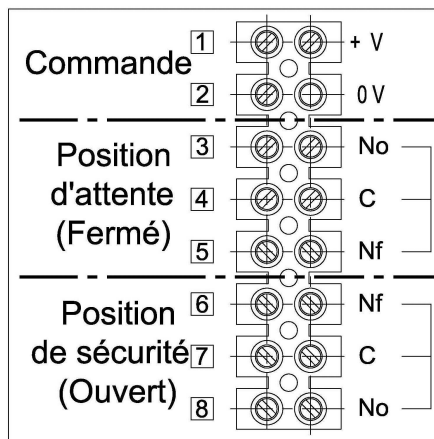 Commande
1 + V
2 0 V
Position
d'attente
(Fermé)
3 No
4 C
5 Nf
Position
de sécurité
(Ouvert)
6 Nf
7 C
8 No